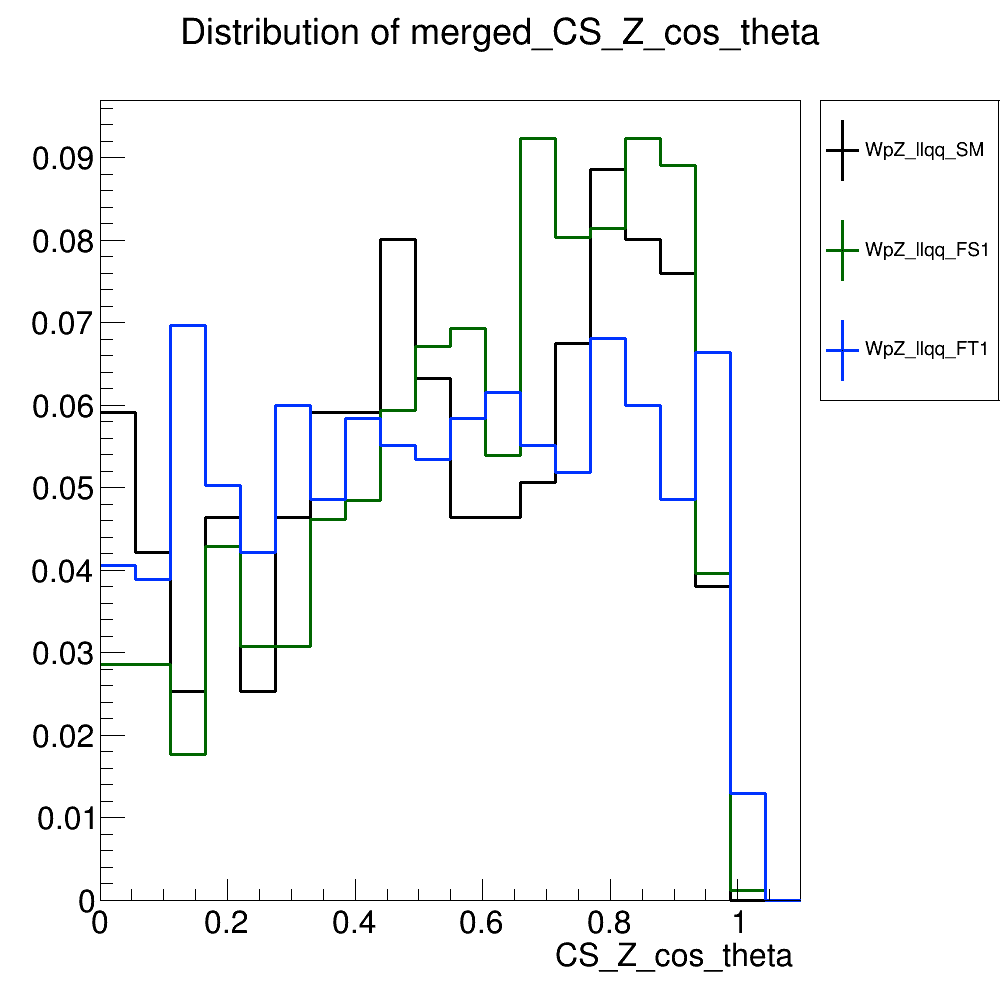 Distribution of merged_CS_Z_cos_theta
0.09
0.08
0.07
0.06
0.05
0.04
0.03
0.02
0.01
0
0 0.2 0.4 0.6 0.8 1
CS_Z_cos_theta
WpZ_llqq_SM
WpZ_llqq_FS1
WpZ_llqq_FT1